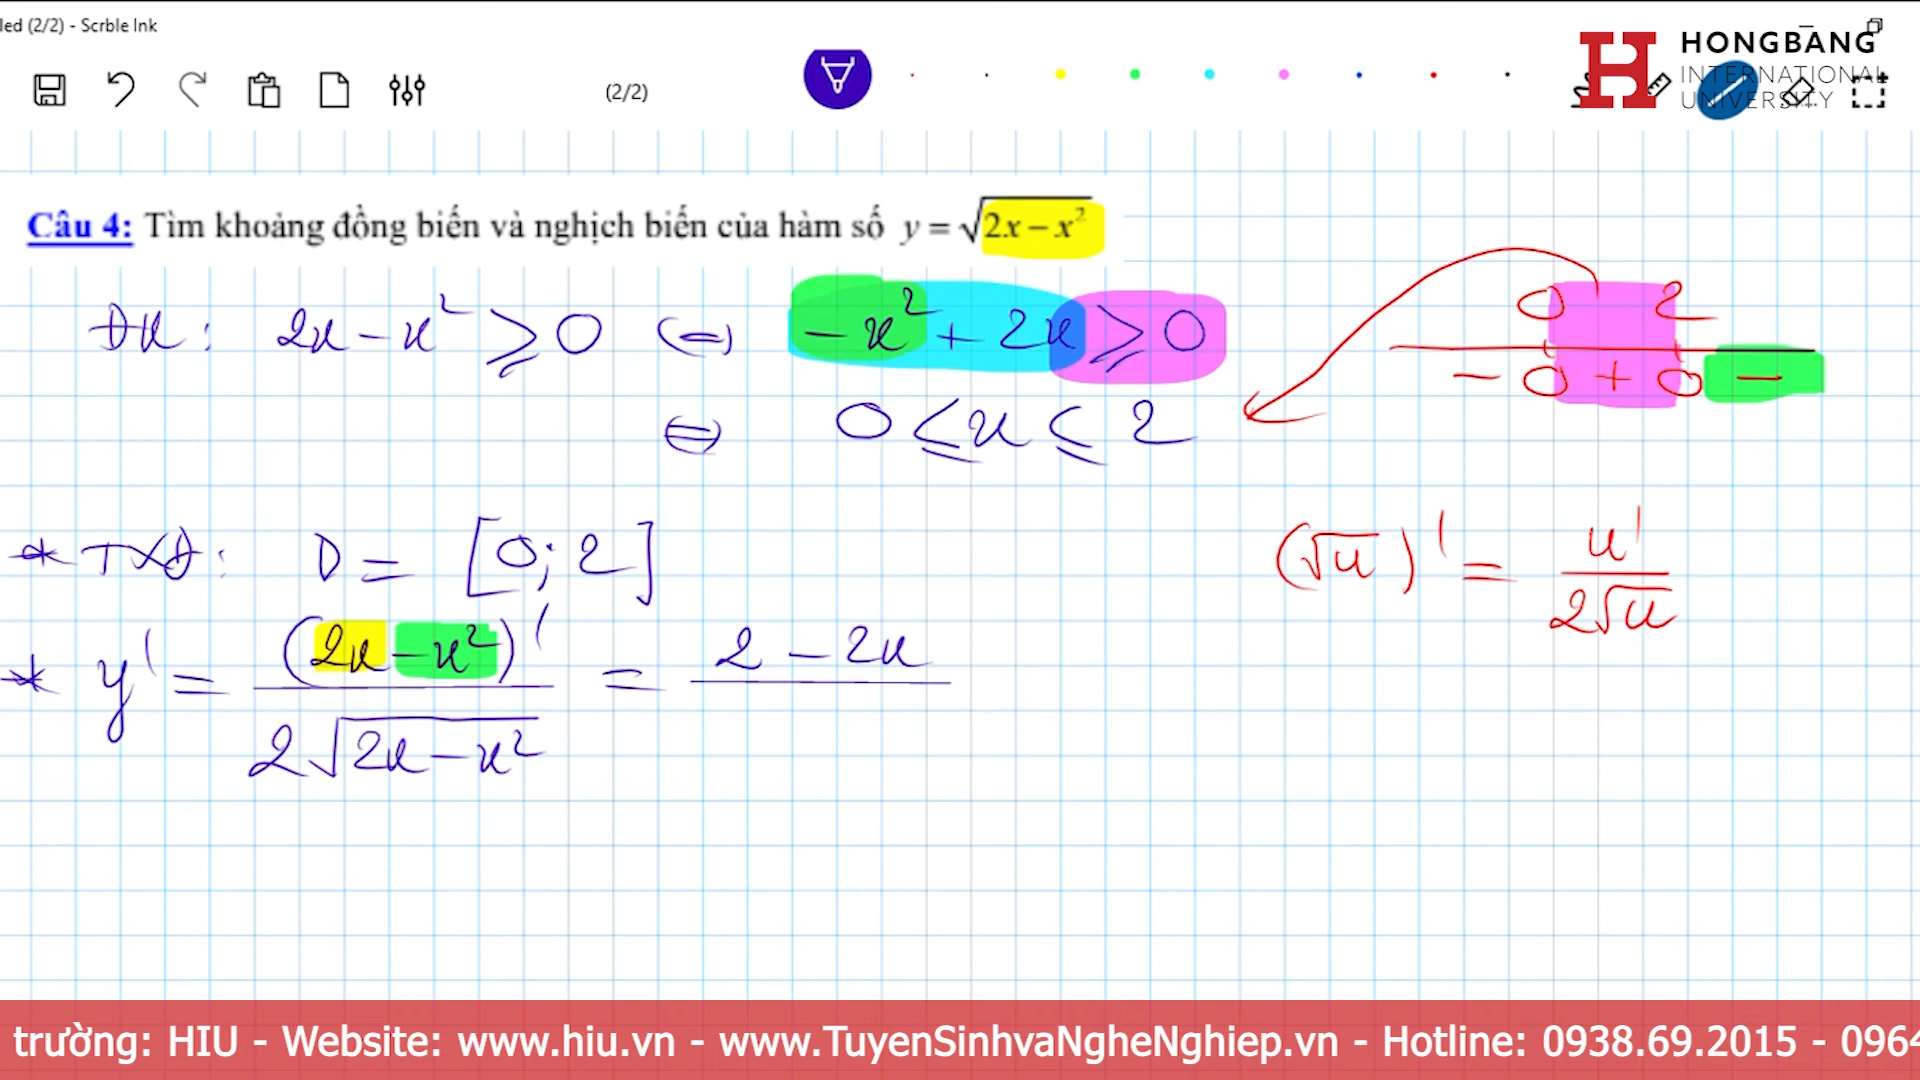 led (2/2) - Scrble Ink
(2/2)
HONGBANG
INTERNATIONAL
UNIVERSITY
Câu 4: Tìm khoảng đồng biến và nghịch biến của hàm số y = √(2x − x²)
ĐK : 2x − x² ≥ 0 (=) −x² + 2x ≥ 0
0 2
− 0 + 0 −
(=) 0 ≤ x ≤ 2
* TXĐ : D = [0; 2]
(√u)' = u' / 2√u
* y' = (2x − x²)' / 2√(2x − x²) = 2 − 2x
trường: HIU - Website: www.hiu.vn - www.TuyenSinhvaNgheNghiep.vn - Hotline: 0938.69.2015 - 0964